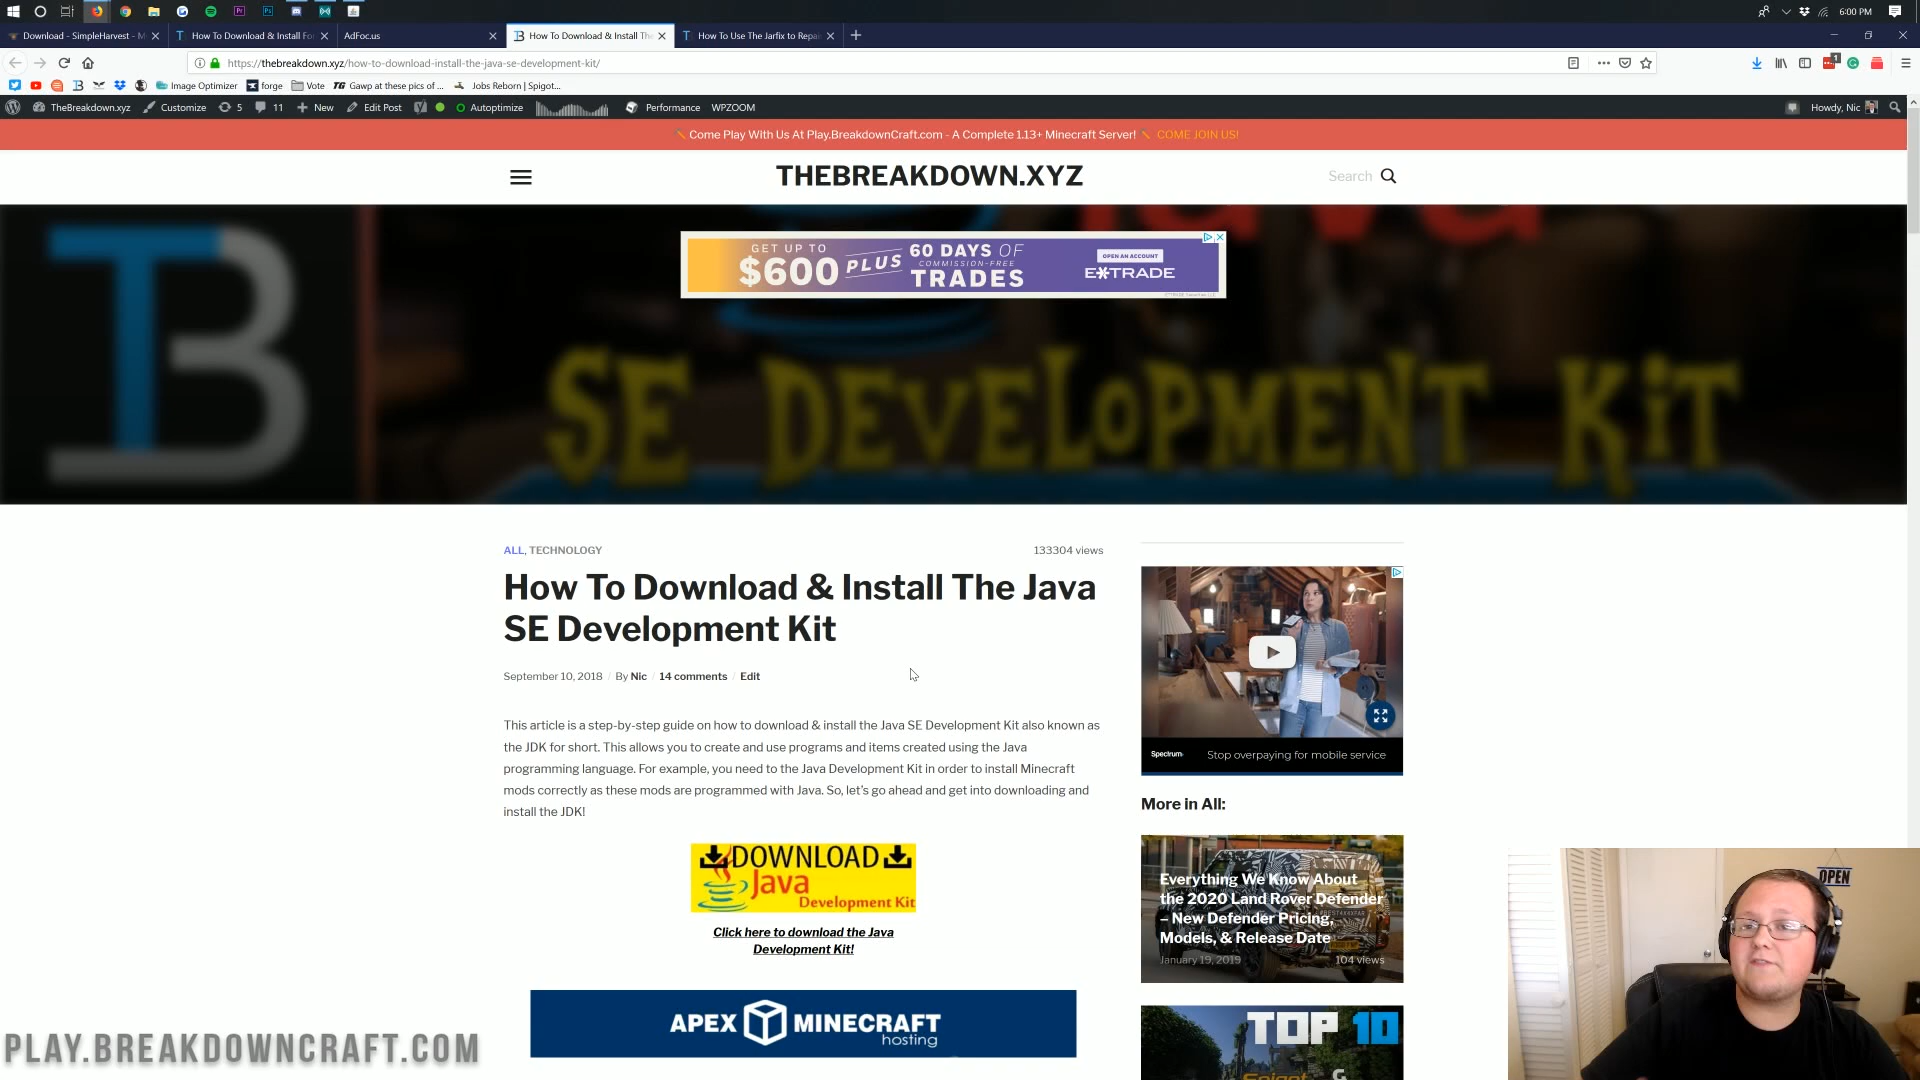 6:00 PM
Download - SimpleHarvest - M
How To Download & Install Fo
AdFoc.us
How To Download & Install The
How To Use The Jarfix to Repai
https://thebreakdown.xyz/how-to-download-install-the-java-se-development-kit/
Image Optimizer
forge
Vote
TG Gawp at these pics of ...
Jobs Reborn | Spigot...
TheBreakdown.xyz
Customize
5
11
New
Edit Post
Autoptimize
Performance
WPZOOM
Howdy, Nic
Come Play With Us At Play.BreakdownCraft.com - A Complete 1.13+ Minecraft Server!
COME JOIN US!
THEBREAKDOWN.XYZ
Search
GET UP TO
$600 PLUS
60 DAYS OF
COMMISSION-FREE
TRADES
OPEN AN ACCOUNT
E*TRADE
TB
Java
SE DEVELOPMENT KIT
ALL, TECHNOLOGY
133304 views
How To Download & Install The Java
SE Development Kit
September 10, 2018 / By Nic / 14 comments / Edit
This article is a step-by-step guide on how to download & install the Java SE Development Kit also known as
the JDK for short. This allows you to create and use programs and items created using the Java
programming language. For example, you need to the Java Development Kit in order to install Minecraft
mods correctly as these mods are programmed with Java. So, let's go ahead and get into downloading and
install the JDK!
DOWNLOAD
Java
Development Kit
Click here to download the Java
Development Kit!
APEX MINECRAFT
hosting
Spectrum
Stop overpaying for mobile service
More in All:
Everything We Know About
the 2020 Land Rover Defender
– New Defender Pricing,
Models, & Release Date
January 19, 2019
104 views
TOP 10
Spigot
OPEN
PLAY.BREAKDOWNCRAFT.COM